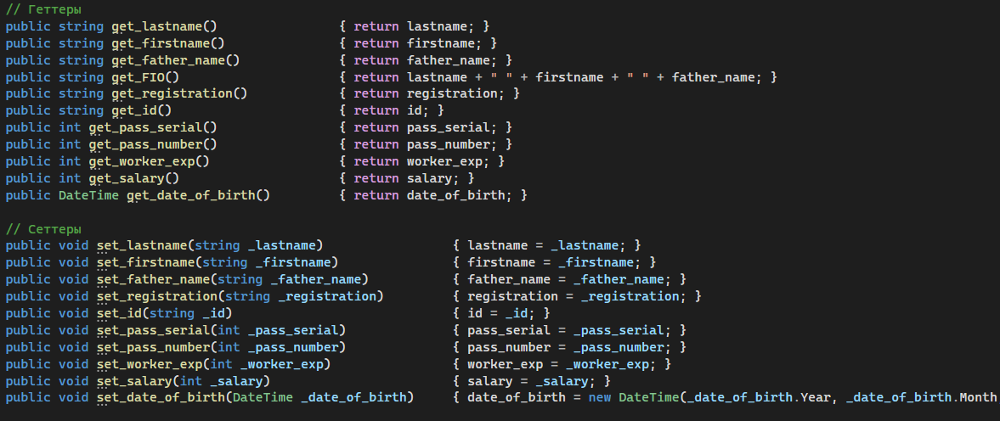 // Геттеры
public string get_lastname() { return lastname; }
public string get_firstname() { return firstname; }
public string get_father_name() { return father_name; }
public string get_FIO() { return lastname + " " + firstname + " " + father_name; }
public string get_registration() { return registration; }
public string get_id() { return id; }
public int get_pass_serial() { return pass_serial; }
public int get_pass_number() { return pass_number; }
public int get_worker_exp() { return worker_exp; }
public int get_salary() { return salary; }
public DateTime get_date_of_birth() { return date_of_birth; }
// Сеттеры
public void set_lastname(string _lastname) { lastname = _lastname; }
public void set_firstname(string _firstname) { firstname = _firstname; }
public void set_father_name(string _father_name) { father_name = _father_name; }
public void set_registration(string _registration) { registration = _registration; }
public void set_id(string _id) { id = _id; }
public void set_pass_serial(int _pass_serial) { pass_serial = _pass_serial; }
public void set_pass_number(int _pass_number) { pass_number = _pass_number; }
public void set_worker_exp(int _worker_exp) { worker_exp = _worker_exp; }
public void set_salary(int _salary) { salary = _salary; }
public void set_date_of_birth(DateTime _date_of_birth) { date_of_birth = new DateTime(_date_of_birth.Year, _date_of_birth.Month